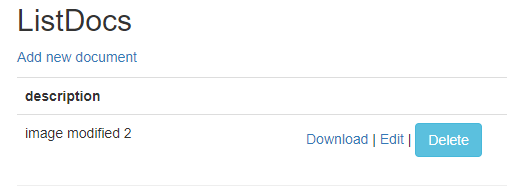 ListDocs
Add new document
description
image modified 2 Download | Edit | Delete